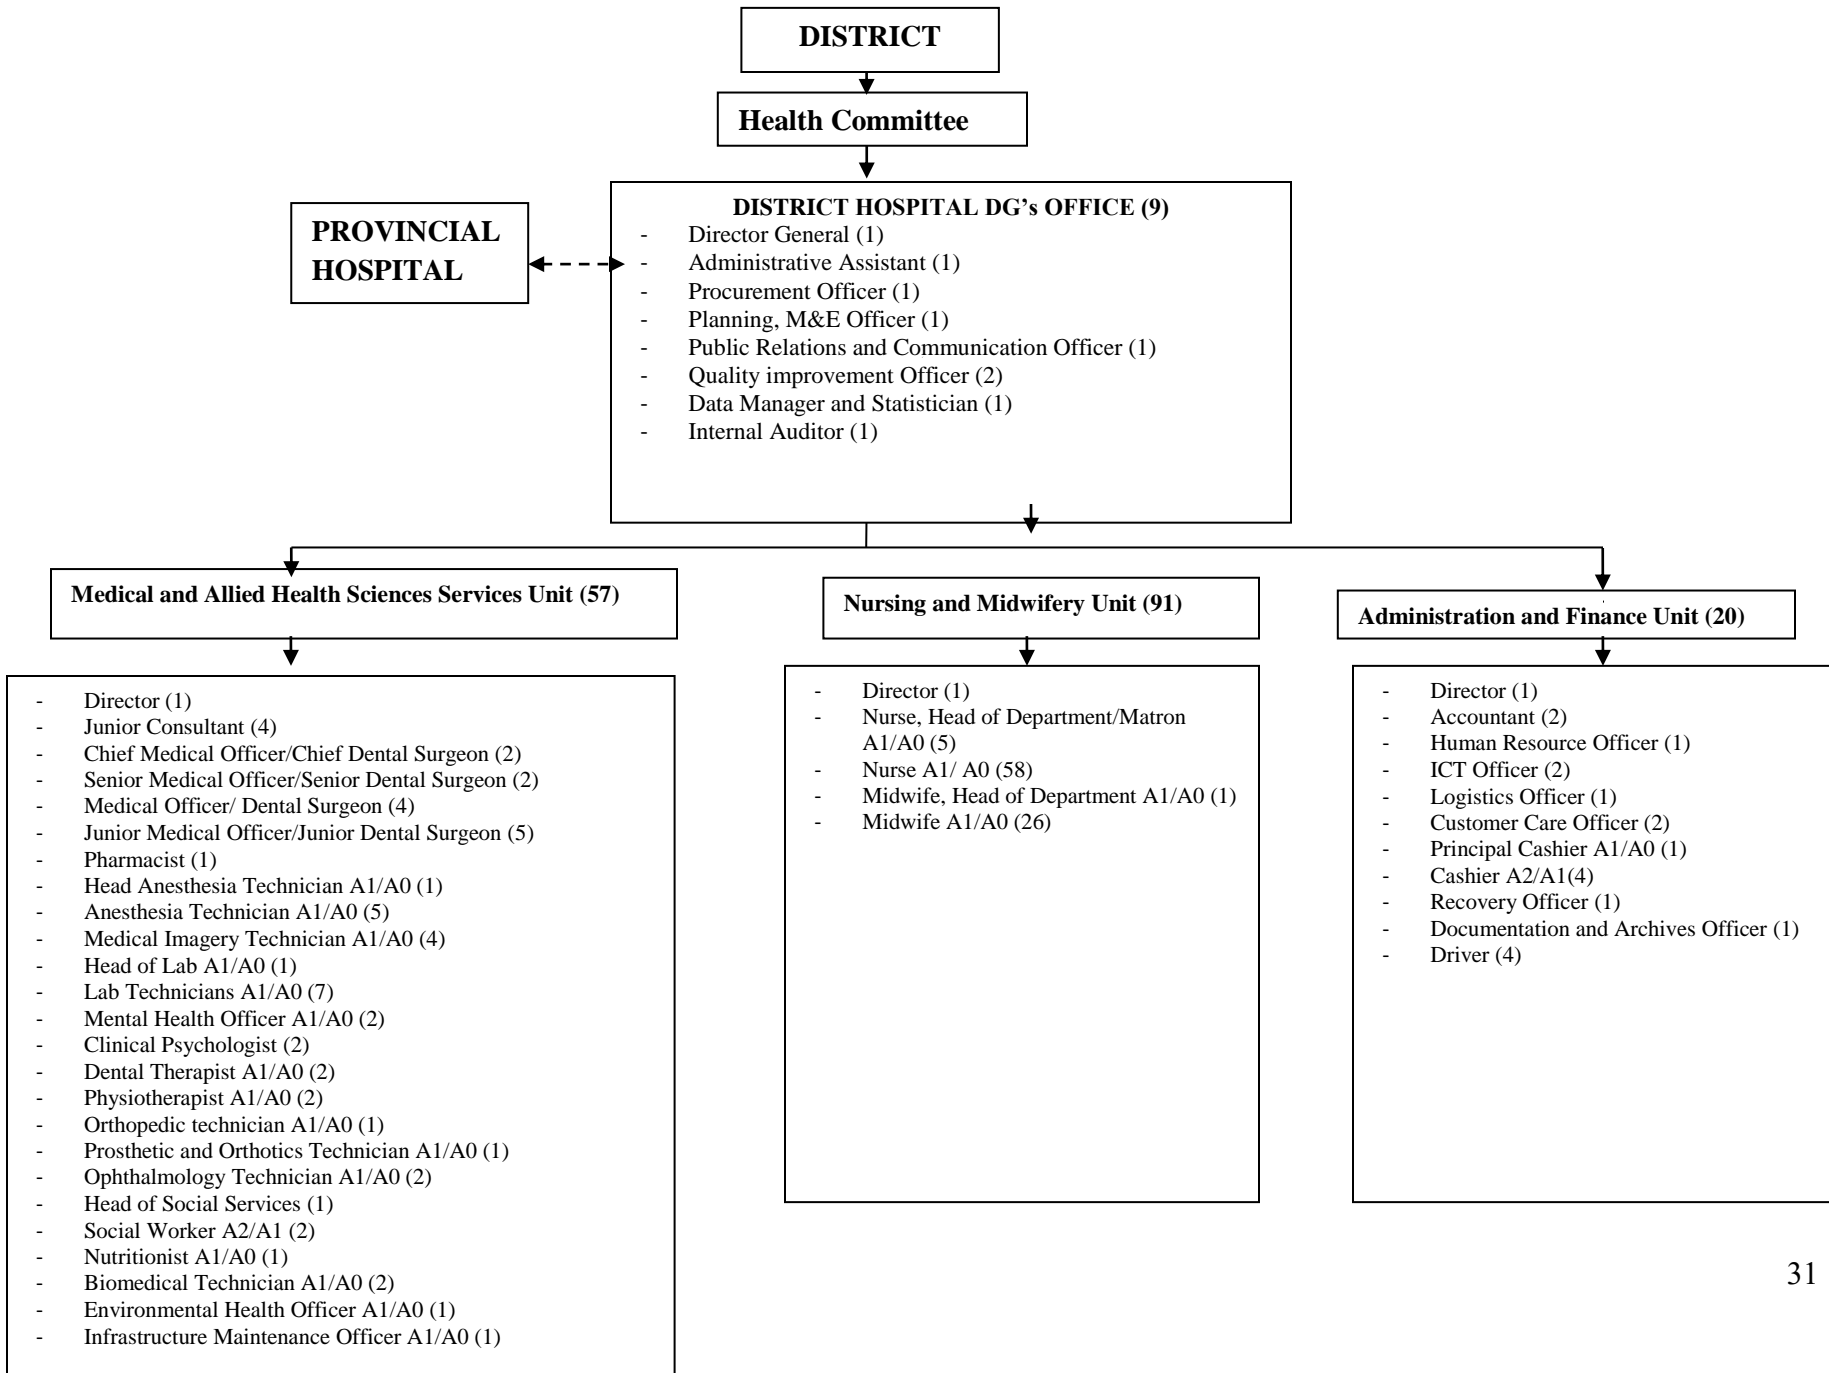 DISTRICT
Health Committee
PROVINCIAL
HOSPITAL
DISTRICT HOSPITAL DG's OFFICE (9)
- Director General (1)
- Administrative Assistant (1)
- Procurement Officer (1)
- Planning, M&E Officer (1)
- Public Relations and Communication Officer (1)
- Quality improvement Officer (2)
- Data Manager and Statistician (1)
- Internal Auditor (1)
Medical and Allied Health Sciences Services Unit (57)
- Director (1)
- Junior Consultant (4)
- Chief Medical Officer/Chief Dental Surgeon (2)
- Senior Medical Officer/Senior Dental Surgeon (2)
- Medical Officer/ Dental Surgeon (4)
- Junior Medical Officer/Junior Dental Surgeon (5)
- Pharmacist (1)
- Head Anesthesia Technician A1/A0 (1)
- Anesthesia Technician A1/A0 (5)
- Medical Imagery Technician A1/A0 (4)
- Head of Lab A1/A0 (1)
- Lab Technicians A1/A0 (7)
- Mental Health Officer A1/A0 (2)
- Clinical Psychologist (2)
- Dental Therapist A1/A0 (2)
- Physiotherapist A1/A0 (2)
- Orthopedic technician A1/A0 (1)
- Prosthetic and Orthotics Technician A1/A0 (1)
- Ophthalmology Technician A1/A0 (2)
- Head of Social Services (1)
- Social Worker A2/A1 (2)
- Nutritionist A1/A0 (1)
- Biomedical Technician A1/A0 (2)
- Environmental Health Officer A1/A0 (1)
- Infrastructure Maintenance Officer A1/A0 (1)
Nursing and Midwifery Unit (91)
- Director (1)
- Nurse, Head of Department/Matron
A1/A0 (5)
- Nurse A1/ A0 (58)
- Midwife, Head of Department A1/A0 (1)
- Midwife A1/A0 (26)
Administration and Finance Unit (20)
- Director (1)
- Accountant (2)
- Human Resource Officer (1)
- ICT Officer (2)
- Logistics Officer (1)
- Customer Care Officer (2)
- Principal Cashier A1/A0 (1)
- Cashier A2/A1(4)
- Recovery Officer (1)
- Documentation and Archives Officer (1)
- Driver (4)
31